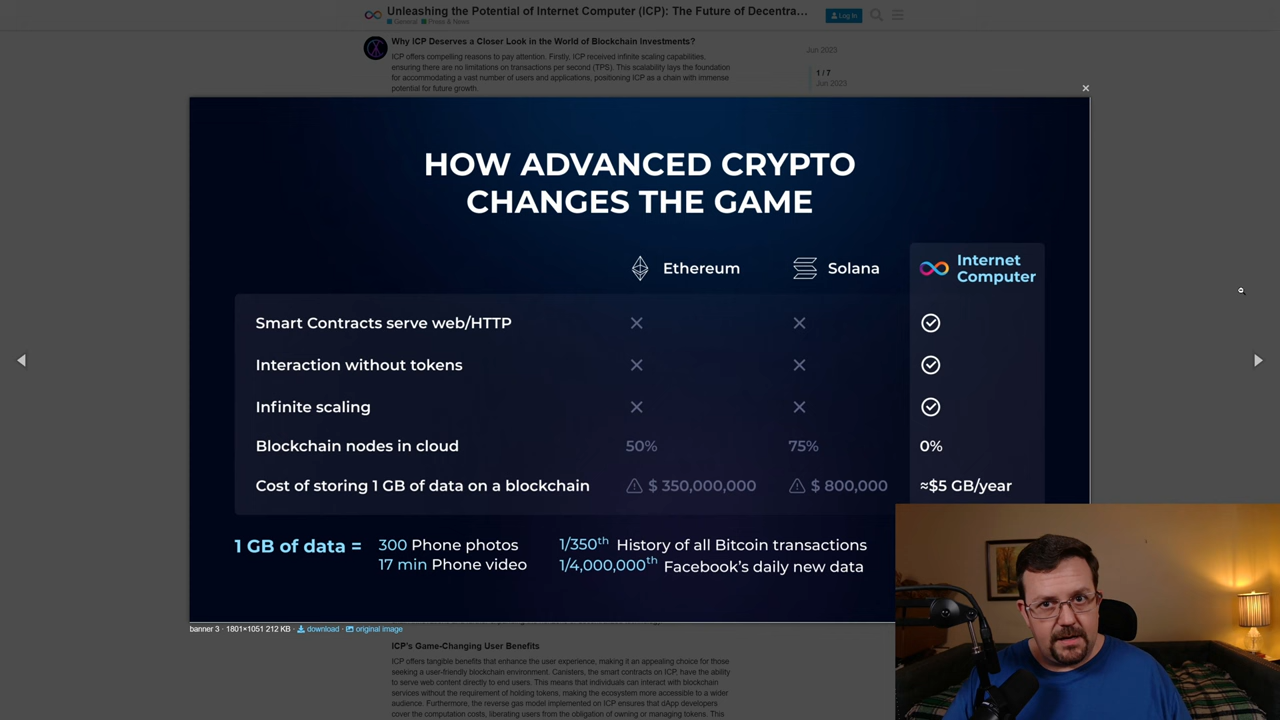 Unleashing the Potential of Internet Computer (ICP): The Future of Decentra...
General Press & News
Log In
Why ICP Deserves a Closer Look in the World of Blockchain Investments?
Jun 2023
ICP offers compelling reasons to pay attention. Firstly, ICP received infinite scaling capabilities,
ensuring there are no limitations on transactions per second (TPS). This scalability lays the foundation
for accommodating a vast number of users and applications, positioning ICP as a chain with immense
potential for future growth.
1 / 7
Jun 2023
×
HOW ADVANCED CRYPTO
CHANGES THE GAME
Ethereum Solana Internet Computer
Smart Contracts serve web/HTTP
Interaction without tokens
Infinite scaling
Blockchain nodes in cloud 50% 75% 0%
Cost of storing 1 GB of data on a blockchain $ 350,000,000 $ 800,000 ≈$5 GB/year
1 GB of data = 300 Phone photos 1/350th History of all Bitcoin transactions
17 min Phone video 1/4,000,000th Facebook's daily new data
banner 3 · 1801×1051 212 KB · download · original image
ICP's Game-Changing User Benefits
ICP offers tangible benefits that enhance the user experience, making it an appealing choice for those
seeking a user-friendly blockchain environment. Canisters, the smart contracts on ICP, have the ability
to serve web content directly to end users. This means that individuals can interact with blockchain
services without the requirement of holding tokens, making the ecosystem more accessible to a wider
audience. Furthermore, the reverse gas model implemented on ICP ensures that dApp developers
cover the computation costs, liberating users from the obligation of owning or managing tokens. This